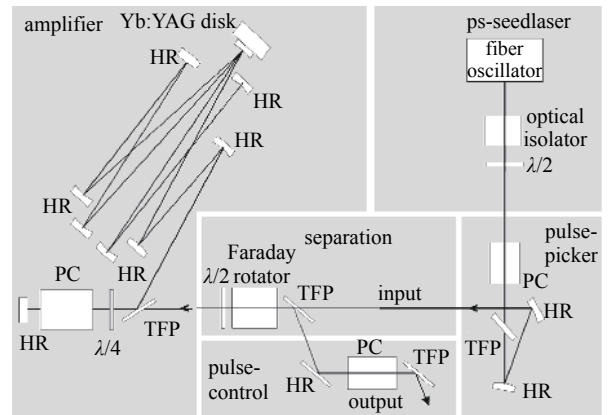 amplifier
Yb:YAG disk
HR
HR
HR
HR
HR
PC
HR
λ/4
TFP
ps-seedlaser
fiber
oscillator
optical
isolator
λ/2
separation
Faraday
rotator
λ/2
TFP
input
pulse-
picker
PC
HR
TFP
HR
pulse-
control
HR
PC
TFP
output